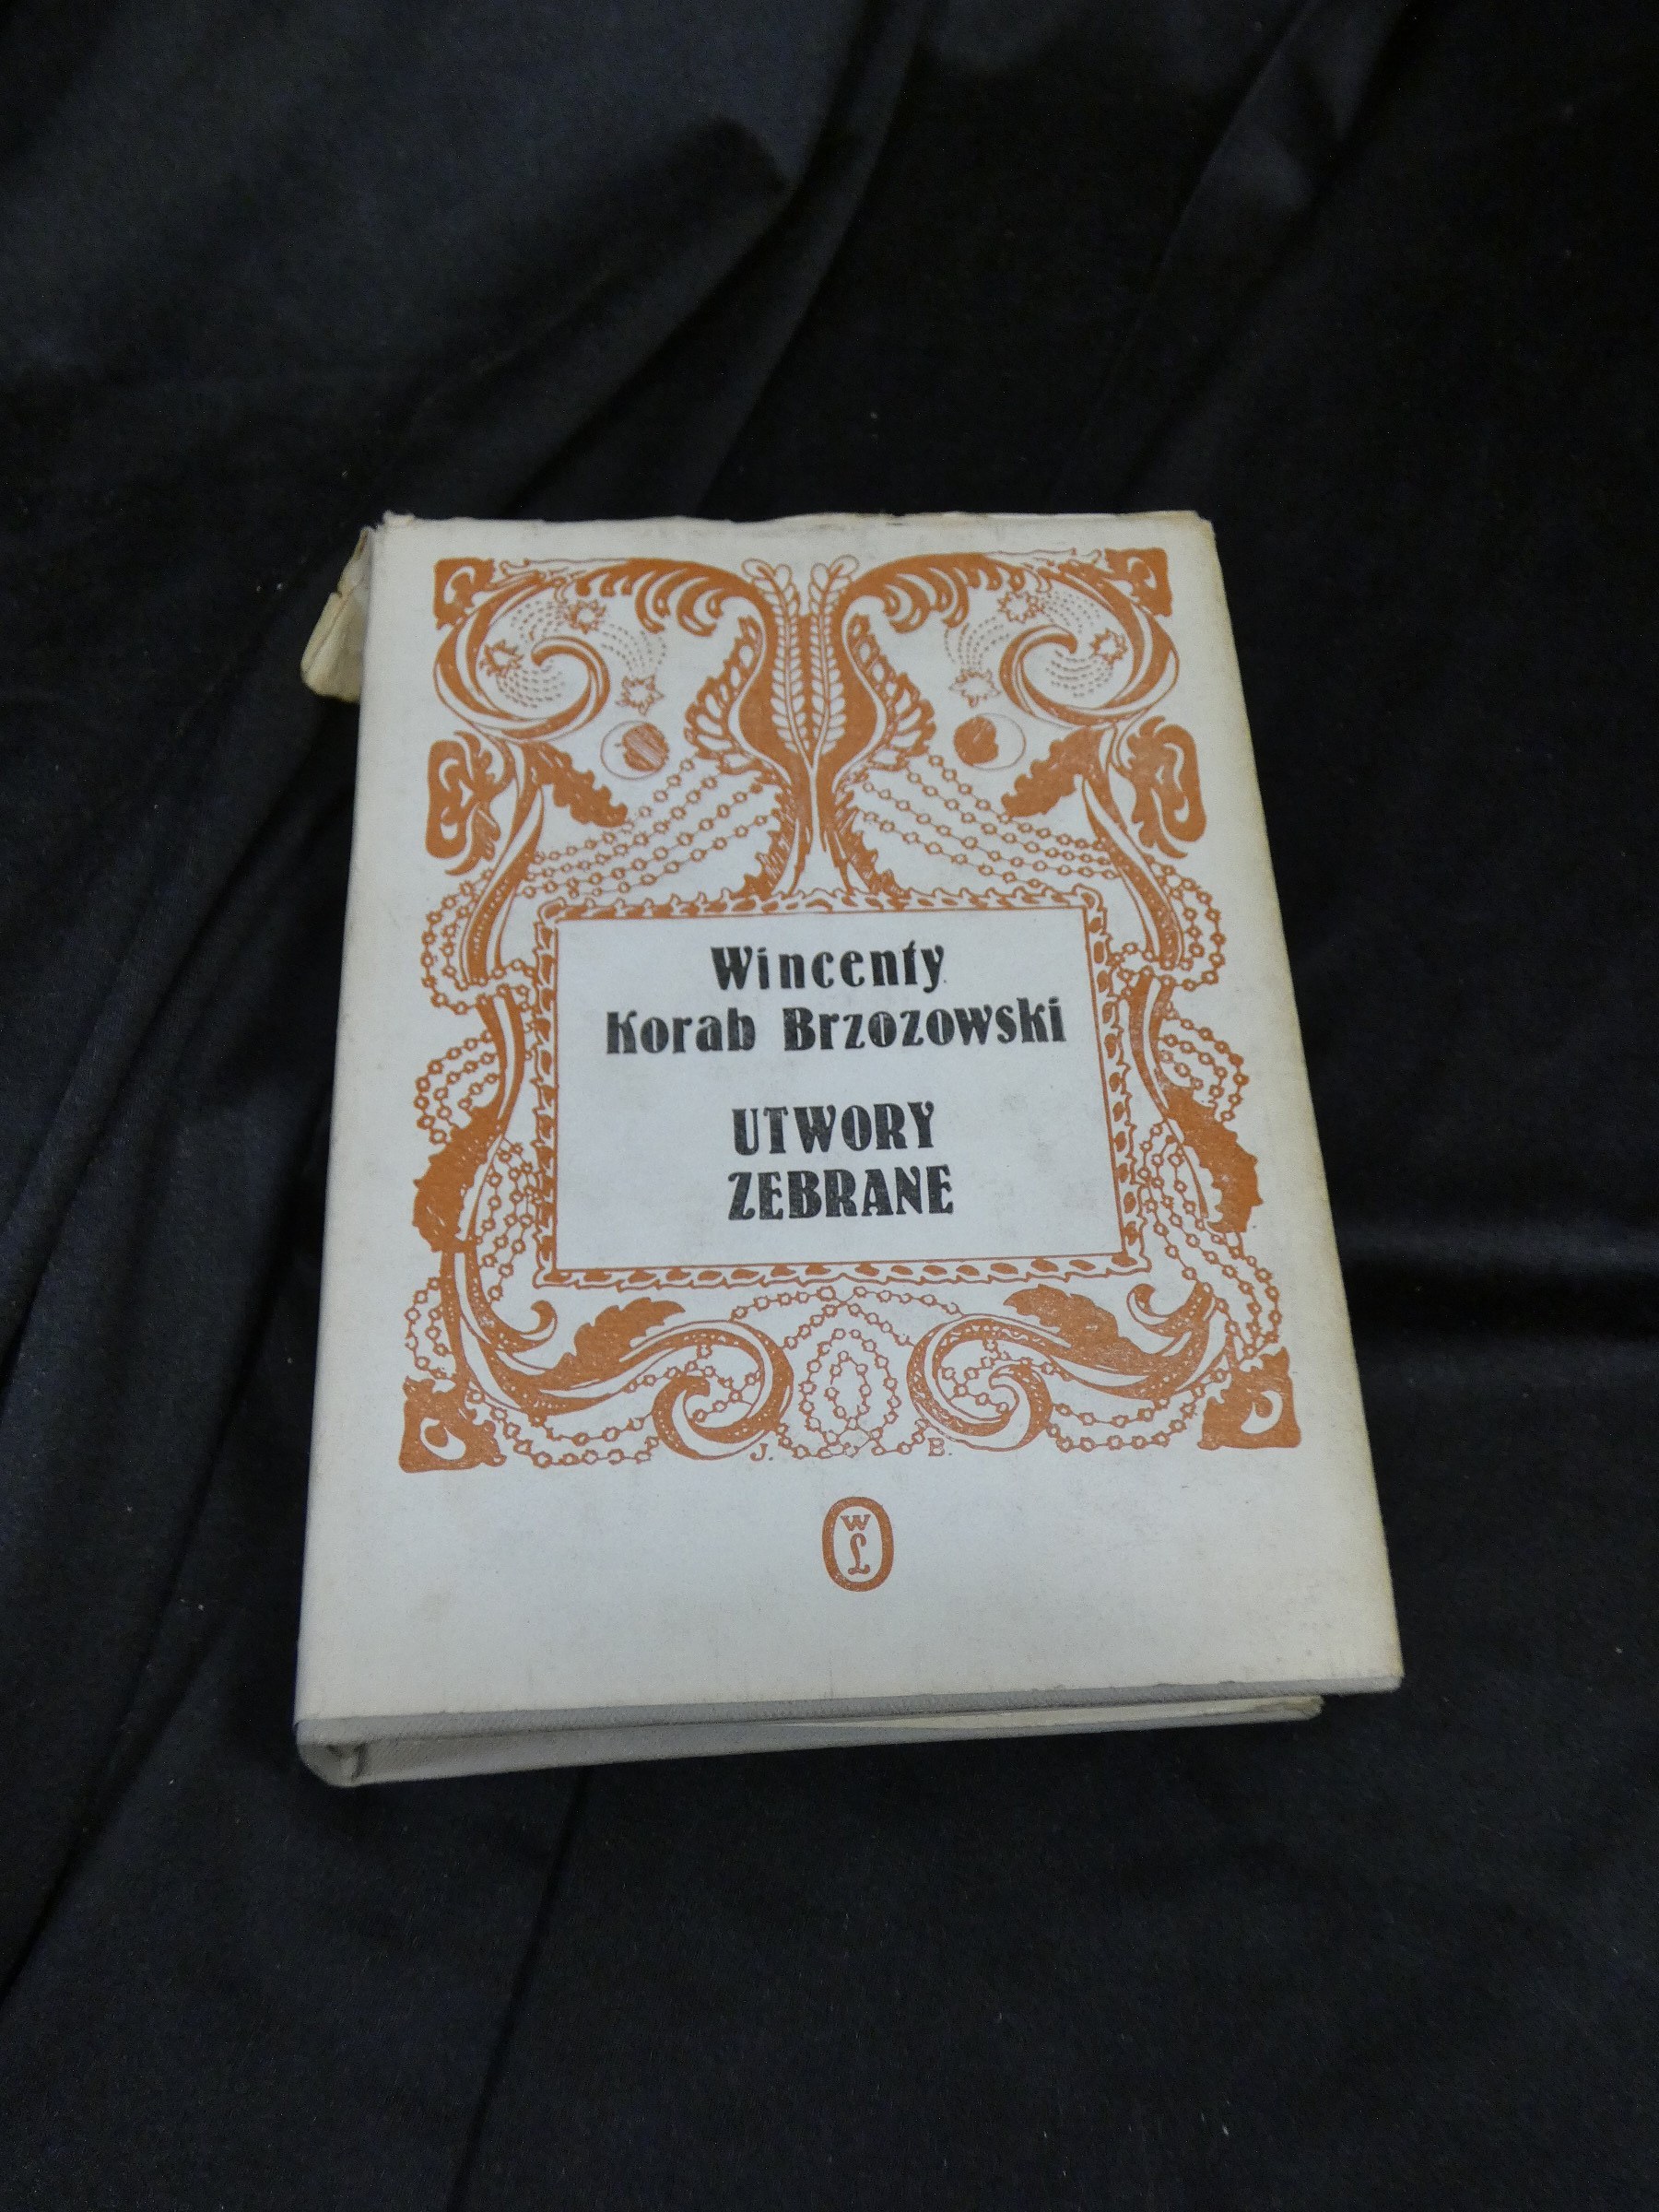 Wincenty
Korab Brzozowski
UTWORY
ZEBRANE
J. B.
WL